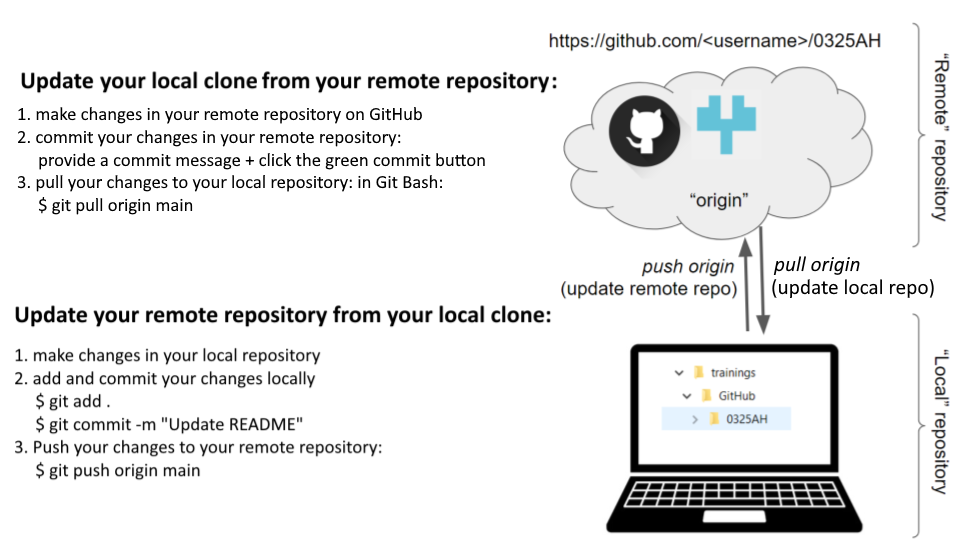 https://github.com/<username>/0325AH
Update your local clone from your remote repository:
1. make changes in your remote repository on GitHub
2. commit your changes in your remote repository:
provide a commit message + click the green commit button
3. pull your changes to your local repository: in Git Bash:
$ git pull origin main
“origin”
“Remote” repository
push origin
(update remote repo)
pull origin
(update local repo)
Update your remote repository from your local clone:
1. make changes in your local repository
2. add and commit your changes locally
$ git add .
$ git commit -m "Update README"
3. Push your changes to your remote repository:
$ git push origin main
trainings
GitHub
0325AH
“Local” repository